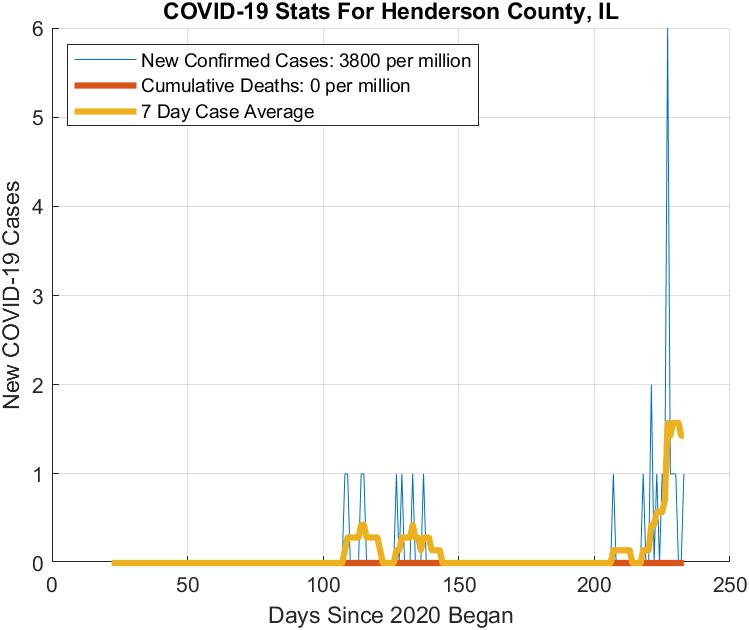 COVID-19 Stats For Henderson County, IL
New Confirmed Cases: 3800 per million
Cumulative Deaths: 0 per million
7 Day Case Average
New COVID-19 Cases
6
5
4
3
2
1
0
0 50 100 150 200 250
Days Since 2020 Began